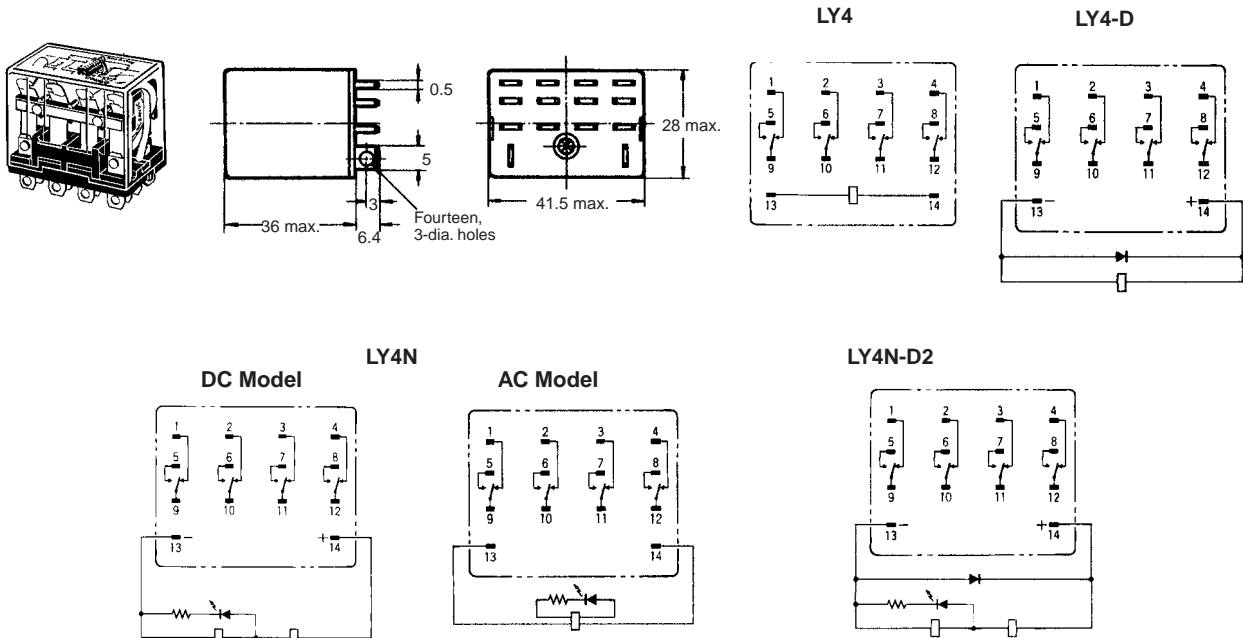 LY4
LY4-D
0.5
28 max.
5
3
36 max.
6.4
Fourteen,
3-dia. holes
41.5 max.
1 2 3 4
5 6 7 8
9 10 11 12
13 14
1 2 3 4
5 6 7 8
9 10 11 12
13 − + 14
LY4N
DC Model
AC Model
LY4N-D2
1 2 3 4
5 6 7 8
9 10 11 12
13 − + 14
1 2 3 4
5 6 7 8
9 10 11 12
13 14
1 2 3 4
5 6 7 8
9 10 11 12
13 − + 14